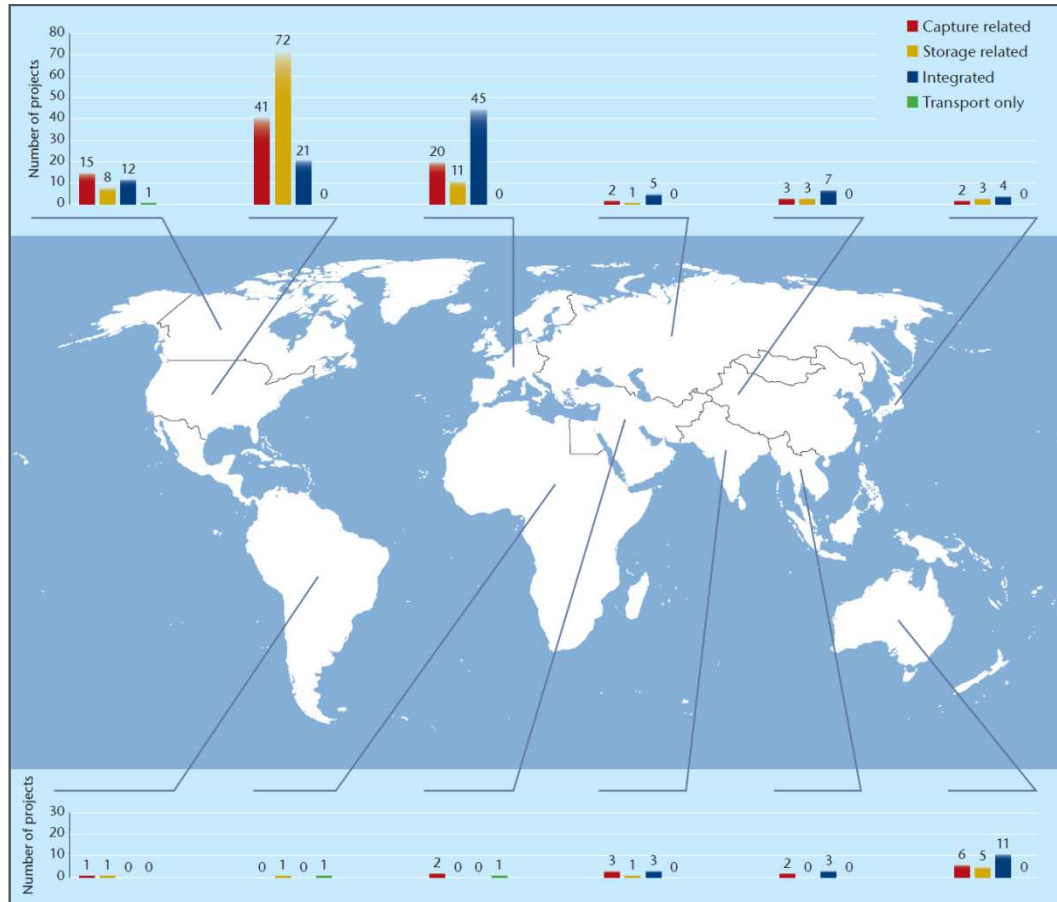 Number of projects
80
70
60
50
40
30
20
10
0
15 8 12 1
41 72 21 0
20 11 45 0
2 1 5 0
3 3 7 0
2 3 4 0
Capture related
Storage related
Integrated
Transport only
Number of projects
30
20
10
0
1 1 0 0
0 1 0 1
2 0 0 1
3 1 3 0
2 0 3 0
6 5 11 0